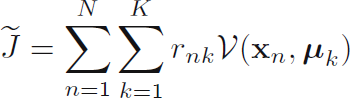 $\widetilde{J} = \sum_{n=1}^{N} \sum_{k=1}^{K} r_{nk} \mathcal{V}(\mathbf{x}_n, \boldsymbol{\mu}_k)$